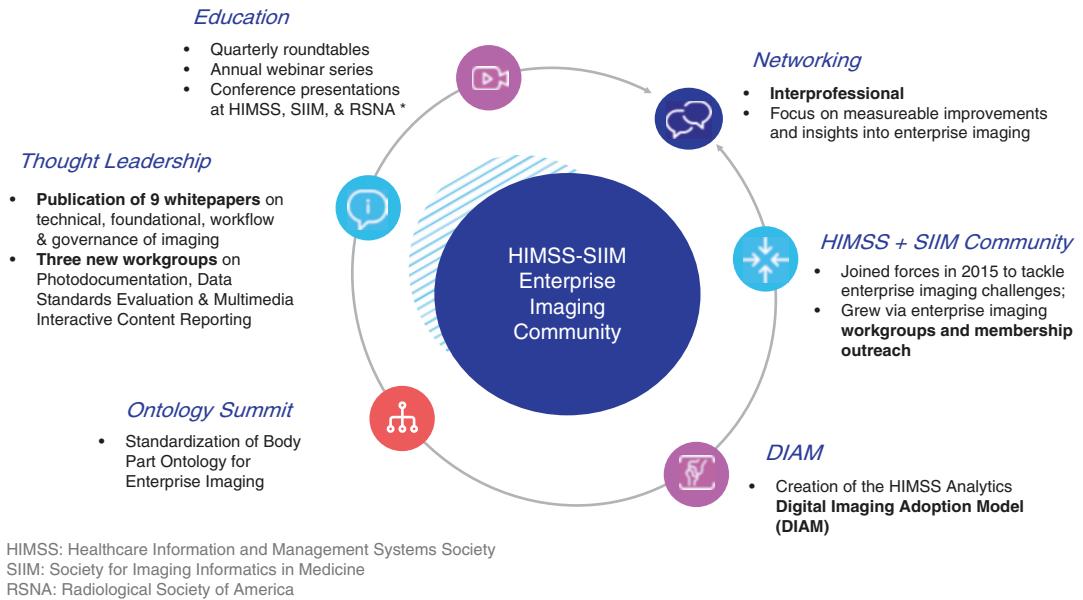 Education
• Quarterly roundtables
• Annual webinar series
• Conference presentations
at HIMSS, SIIM, & RSNA *
Networking
• Interprofessional
• Focus on measureable improvements
and insights into enterprise imaging
Thought Leadership
• Publication of 9 whitepapers on
technical, foundational, workflow
& governance of imaging
• Three new workgroups on
Photodocumentation, Data
Standards Evaluation & Multimedia
Interactive Content Reporting
HIMSS-SIIM
Enterprise
Imaging
Community
HIMSS + SIIM Community
• Joined forces in 2015 to tackle
enterprise imaging challenges;
• Grew via enterprise imaging
workgroups and membership
outreach
Ontology Summit
• Standardization of Body
Part Ontology for
Enterprise Imaging
DIAM
• Creation of the HIMSS Analytics
Digital Imaging Adoption Model
(DIAM)
HIMSS: Healthcare Information and Management Systems Society
SIIM: Society for Imaging Informatics in Medicine
RSNA: Radiological Society of America